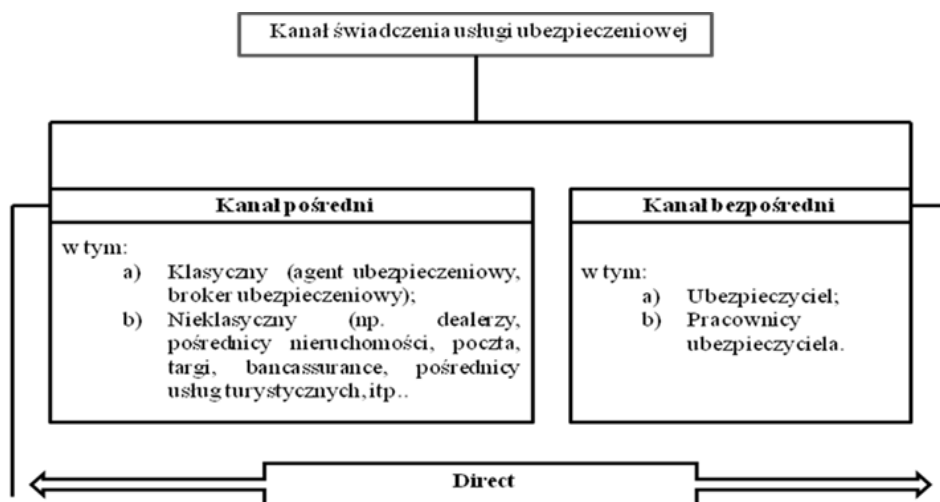 Kanał świadczenia usługi ubezpieczeniowej
Kanał pośredni
w tym:
a) Klasyczny (agent ubezpieczeniowy,
broker ubezpieczeniowy);
b) Nieklasyczny (np. dealerzy,
pośrednicy nieruchomości, poczta,
targi, bancassurance, pośrednicy
usług turystycznych, itp..
Kanał bezpośredni
w tym:
a) Ubezpieczyciel;
b) Pracownicy
ubezpieczyciela.
Direct